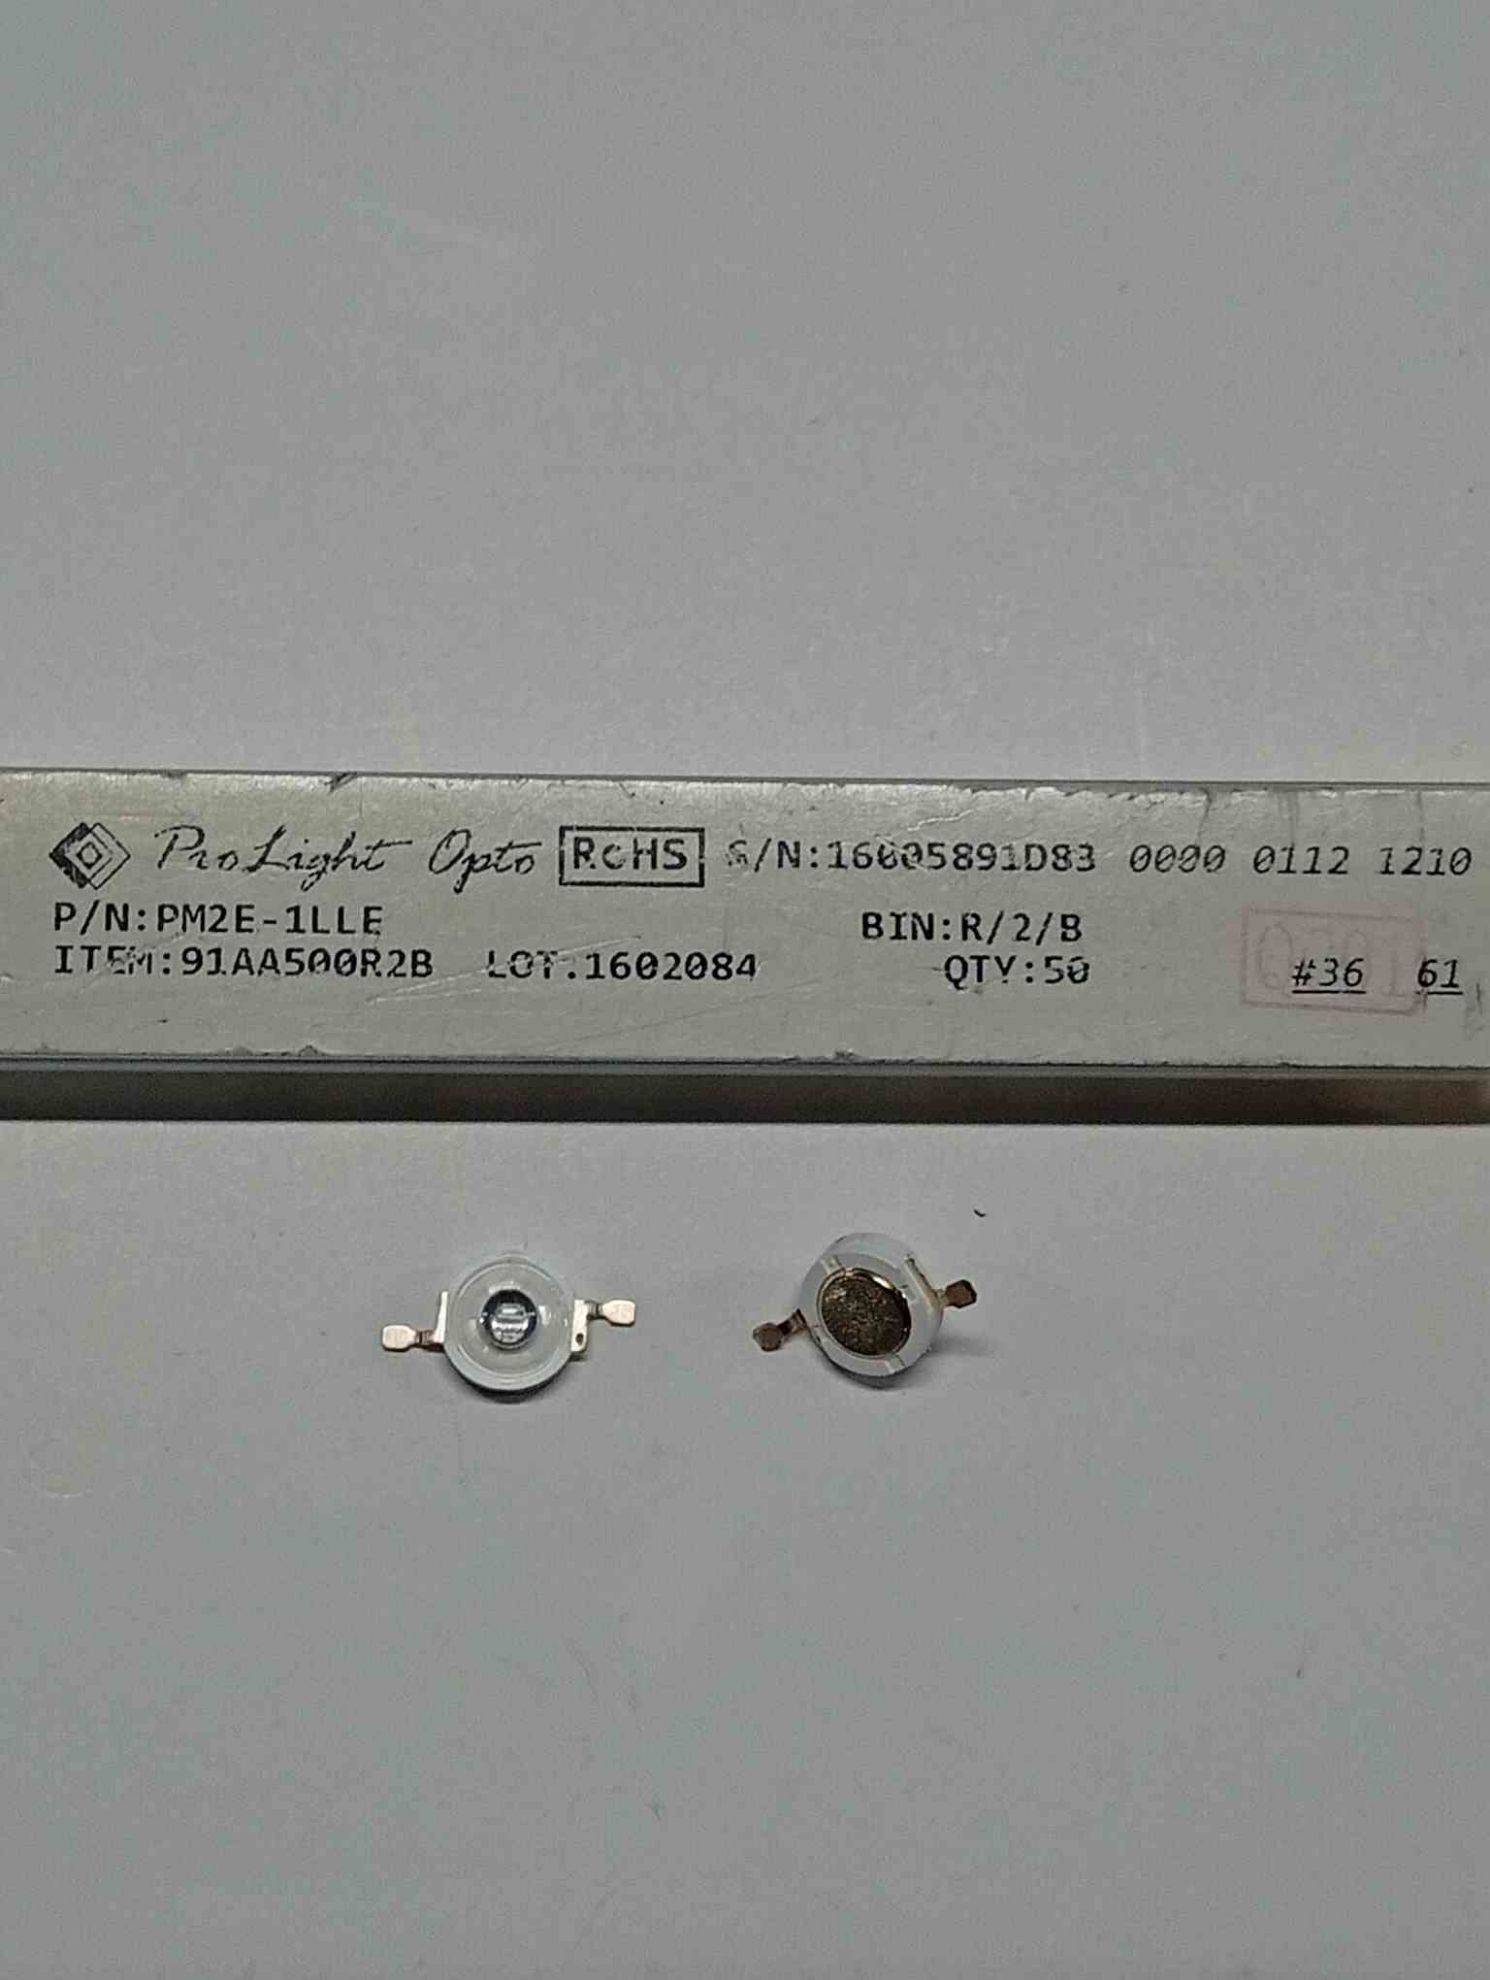 ProLight Opto RoHS S/N:16005891D83 0000 0112 1210
P/N:PM2E-1LLE BIN:R/2/B
ITEM:91AA500R2B LOT:1602084 QTY:50 #36 61